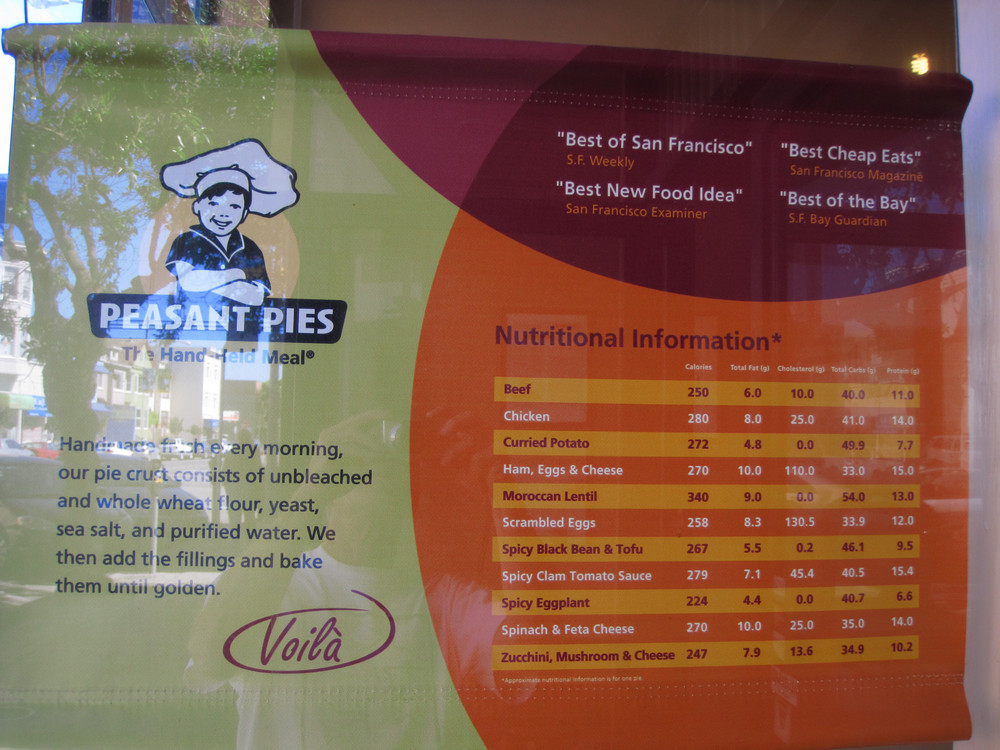 PEASANT PIES
The Hand Held Meal®
Handmade fresh every morning,
our pie crust consists of unbleached
and whole wheat flour, yeast,
sea salt, and purified water. We
then add the fillings and bake
them until golden.
Voilà
"Best of San Francisco"
S.F. Weekly
"Best New Food Idea"
San Francisco Examiner
"Best Cheap Eats"
San Francisco Magazine
"Best of the Bay"
S.F. Bay Guardian
Nutritional Information*
Calories Total Fat (g) Cholesterol (g) Total Carbs (g) Protein (g)
Beef 250 6.0 10.0 40.0 11.0
Chicken 280 8.0 25.0 41.0 14.0
Curried Potato 272 4.8 0.0 49.9 7.7
Ham, Eggs & Cheese 270 10.0 110.0 33.0 15.0
Moroccan Lentil 340 9.0 0.0 54.0 13.0
Scrambled Eggs 258 8.3 130.5 33.9 12.0
Spicy Black Bean & Tofu 267 5.5 0.2 46.1 9.5
Spicy Clam Tomato Sauce 279 7.1 45.4 40.5 15.4
Spicy Eggplant 224 4.4 0.0 40.7 6.6
Spinach & Feta Cheese 270 10.0 25.0 35.0 14.0
Zucchini, Mushroom & Cheese 247 7.9 13.6 34.9 10.2
*Approximate nutritional information is for one pie.